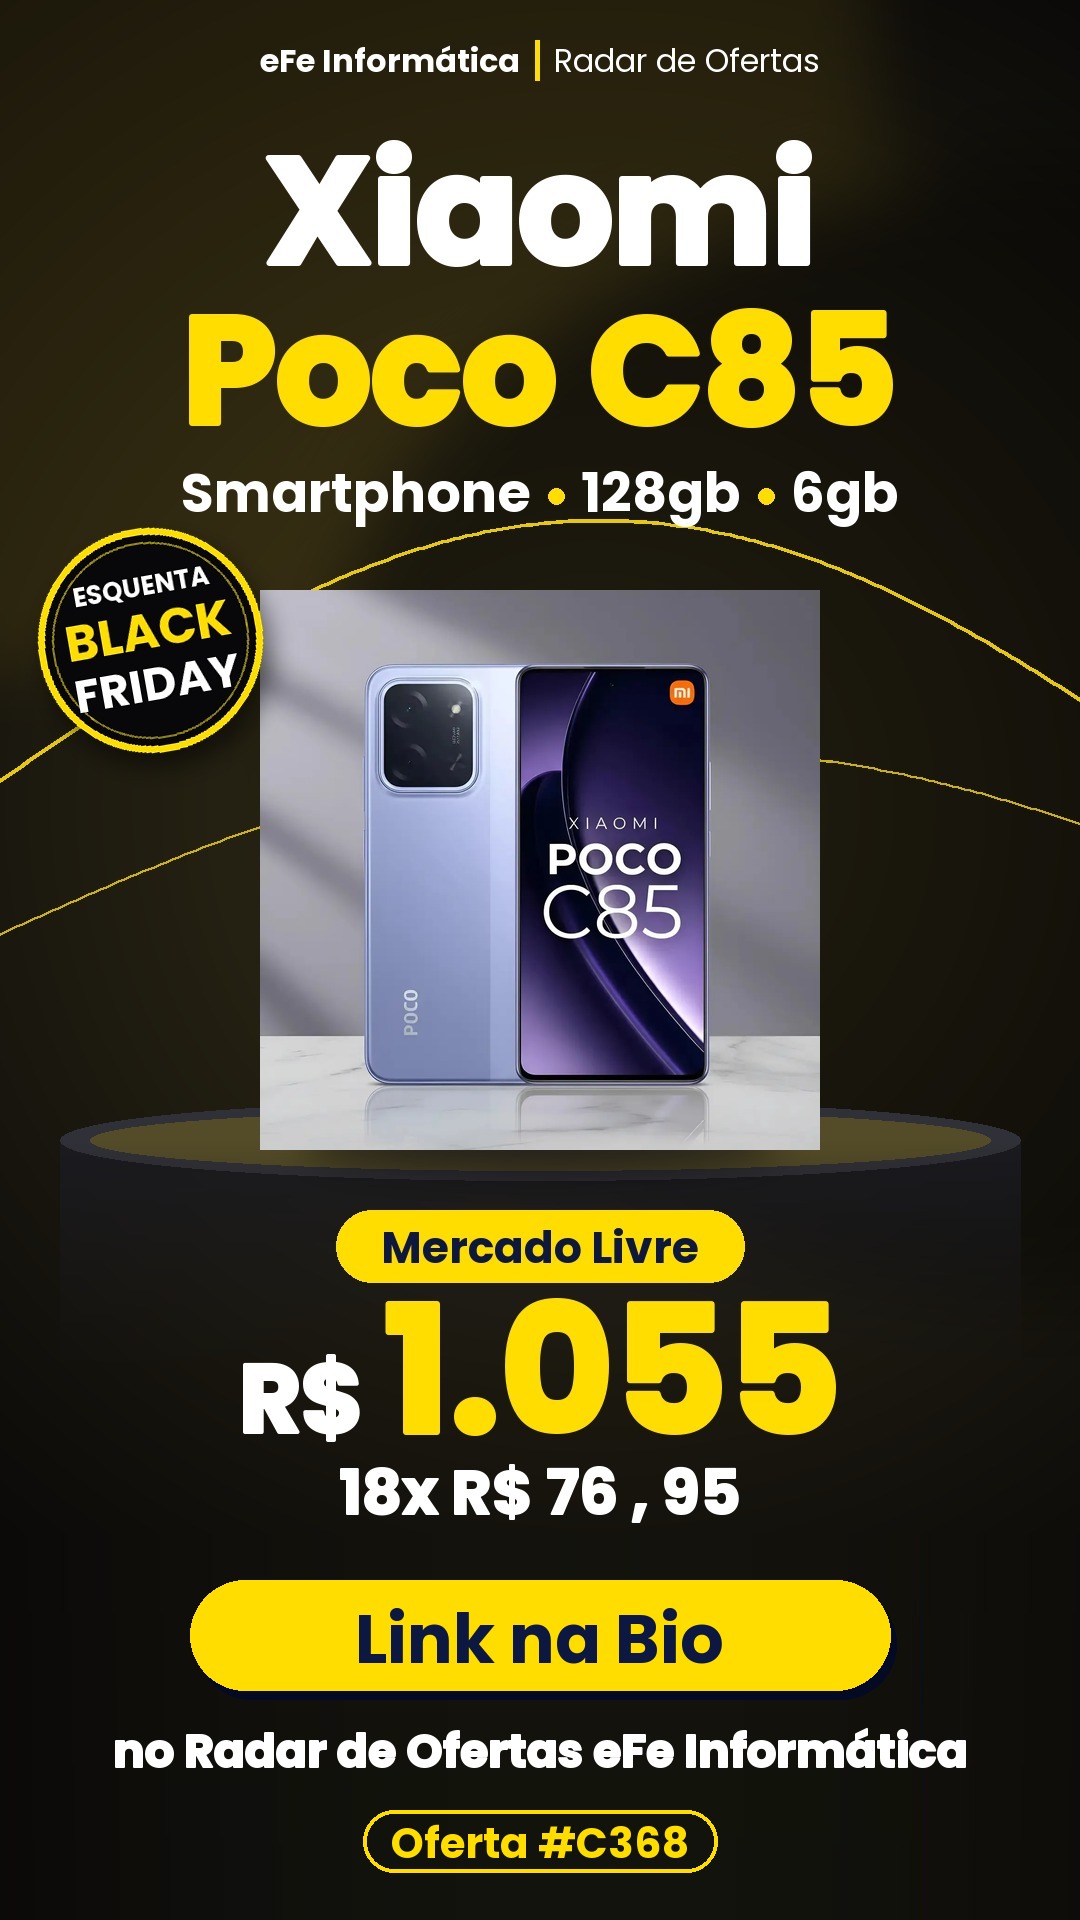 eFe Informática | Radar de Ofertas
Xiaomi
Poco C85
Smartphone • 128gb • 6gb
ESQUENTA
BLACK
FRIDAY
XIAOMI
POCO
C85
POCO
Mercado Livre
R$ 1.055
18x R$ 76 , 95
Link na Bio
no Radar de Ofertas eFe Informática
Oferta #C368